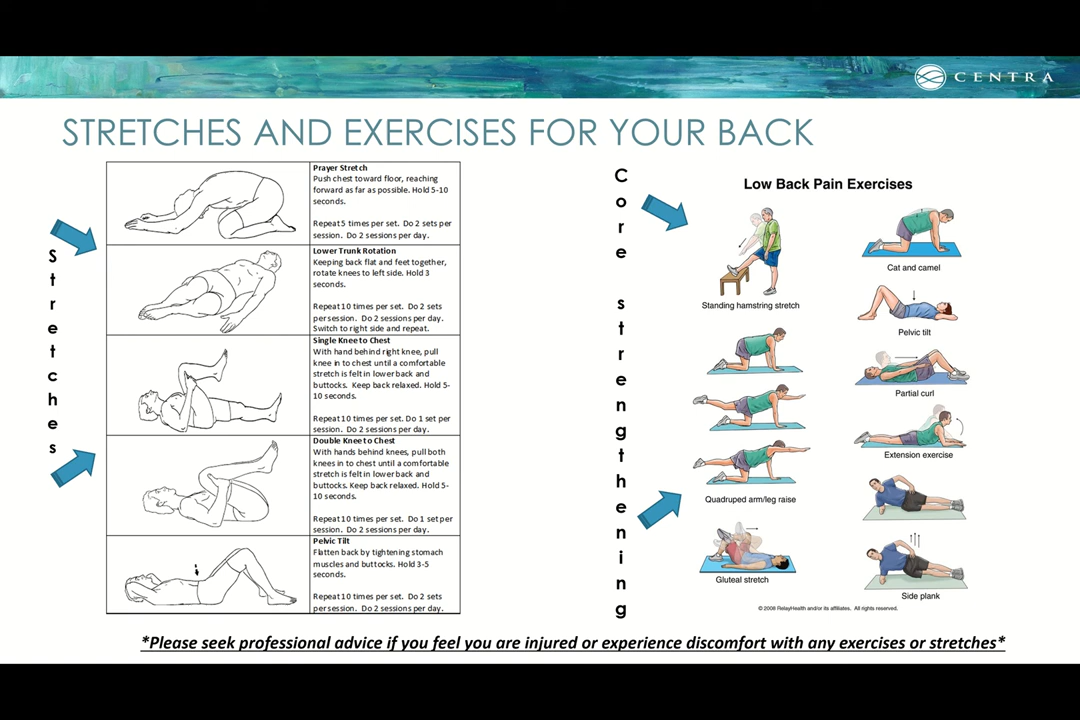 CENTRA
STRETCHES AND EXERCISES FOR YOUR BACK
Stretches
Prayer Stretch
Push chest toward floor, reaching
forward as far as possible. Hold 5-10
seconds.
Repeat 5 times per set. Do 2 sets per
session. Do 2 sessions per day.
Lower Trunk Rotation
Keeping back flat and feet together,
rotate knees to left side. Hold 3
seconds.
Repeat 10 times per set. Do 2 sets
per session. Do 2 sessions per day.
Switch to right side and repeat.
Single Knee to Chest
With hand behind right knee, pull
knee in to chest until a comfortable
stretch is felt in lower back and
buttocks. Keep back relaxed. Hold 5-
10 seconds.
Repeat 10 times per set. Do 1 set per
session. Do 2 sessions per day.
Double Knee to Chest
With hands behind knees, pull both
knees in to chest until a comfortable
stretch is felt in lower back and
buttocks. Keep back relaxed. Hold 5-
10 seconds.
Repeat 10 times per set. Do 1 set per
session. Do 2 sessions per day.
Pelvic Tilt
Flatten back by tightening stomach
muscles and buttocks. Hold 3-5
seconds.
Repeat 10 times per set. Do 2 sets
per session. Do 2 sessions per day.
Core strengthening
Low Back Pain Exercises
Standing hamstring stretch
Cat and camel
Pelvic tilt
Partial curl
Extension exercise
Quadruped arm/leg raise
Gluteal stretch
Side plank
© 2008 RelayHealth and/or its affiliates. All rights reserved.
*Please seek professional advice if you feel you are injured or experience discomfort with any exercises or stretches*